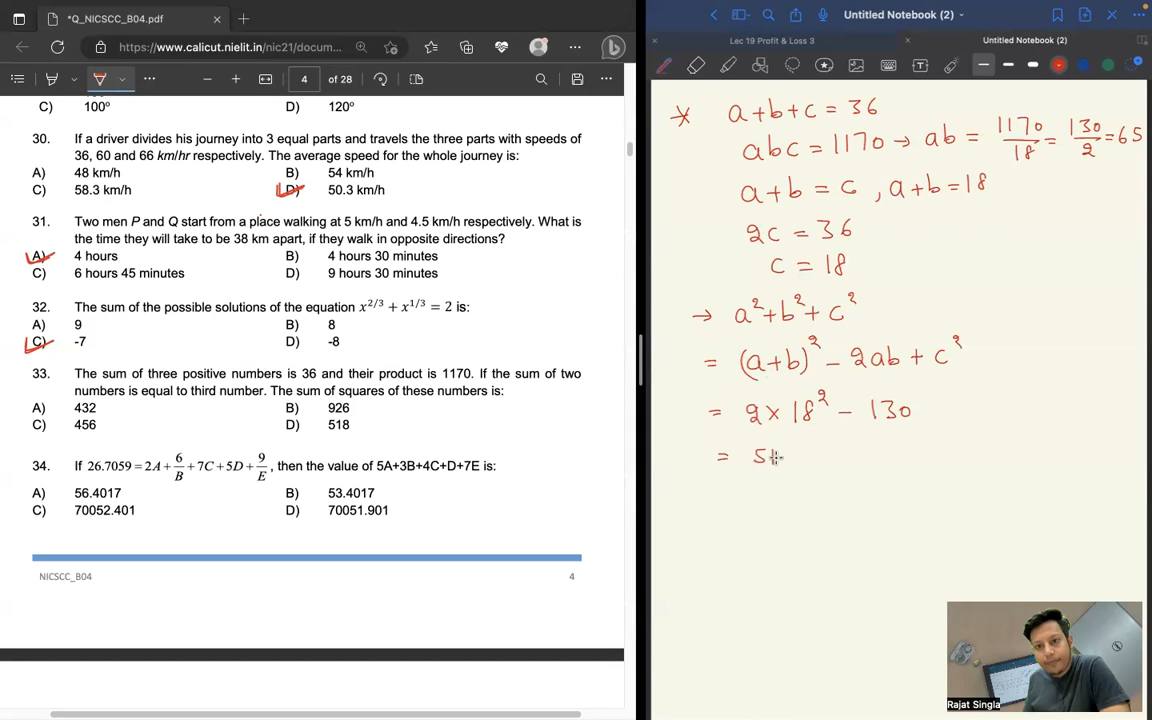 *Q_NICSCC_B04.pdf
https://www.calicut.nielit.in/nic21/docum...
4 of 28
C) 100° D) 120°
30. If a driver divides his journey into 3 equal parts and travels the three parts with speeds of
36, 60 and 66 km/hr respectively. The average speed for the whole journey is:
A) 48 km/h B) 54 km/h
C) 58.3 km/h D) 50.3 km/h
31. Two men P and Q start from a place walking at 5 km/h and 4.5 km/h respectively. What is
the time they will take to be 38 km apart, if they walk in opposite directions?
A) 4 hours B) 4 hours 30 minutes
C) 6 hours 45 minutes D) 9 hours 30 minutes
32. The sum of the possible solutions of the equation x^{2/3} + x^{1/3} = 2 is:
A) 9 B) 8
C) -7 D) -8
33. The sum of three positive numbers is 36 and their product is 1170. If the sum of two
numbers is equal to third number. The sum of squares of these numbers is:
A) 432 B) 926
C) 456 D) 518
34. If 26.7059 = 2A + 6/B + 7C + 5D + 9/E, then the value of 5A+3B+4C+D+7E is:
A) 56.4017 B) 53.4017
C) 70052.401 D) 70051.901
NICSCC_B04 4
Untitled Notebook (2)
Lec 19 Profit & Loss 3 Untitled Notebook (2)
* a+b+c = 36
abc = 1170 → ab = 1170/18 = 130/2 = 65
a+b = c , a+b = 18
2c = 36
c = 18
→ a² + b² + c²
= (a+b)² - 2ab + c²
= 2 × 18² - 130
= 51
Rajat Singla